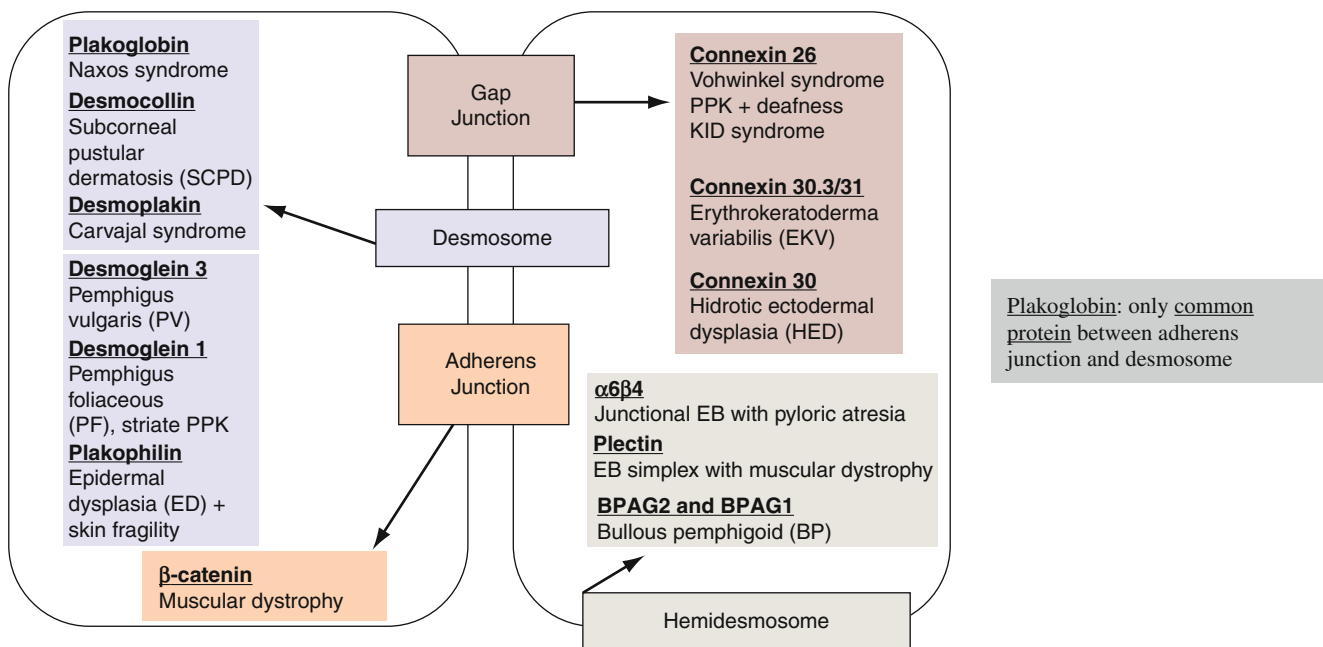 Plakoglobin
Naxos syndrome
Desmocollin
Subcorneal
pustular
dermatosis (SCPD)
Desmoplakin
Carvajal syndrome
Desmoglein 3
Pemphigus
vulgaris (PV)
Desmoglein 1
Pemphigus
foliaceous
(PF), striate PPK
Plakophilin
Epidermal
dysplasia (ED) +
skin fragility
β-catenin
Muscular dystrophy
Gap
Junction
Desmosome
Adherens
Junction
Connexin 26
Vohwinkel syndrome
PPK + deafness
KID syndrome
Connexin 30.3/31
Erythrokeratoderma
variabilis (EKV)
Connexin 30
Hidrotic ectodermal
dysplasia (HED)
α6β4
Junctional EB with pyloric atresia
Plectin
EB simplex with muscular dystrophy
BPAG2 and BPAG1
Bullous pemphigoid (BP)
Hemidesmosome
Plakoglobin: only common
protein between adherens
junction and desmosome